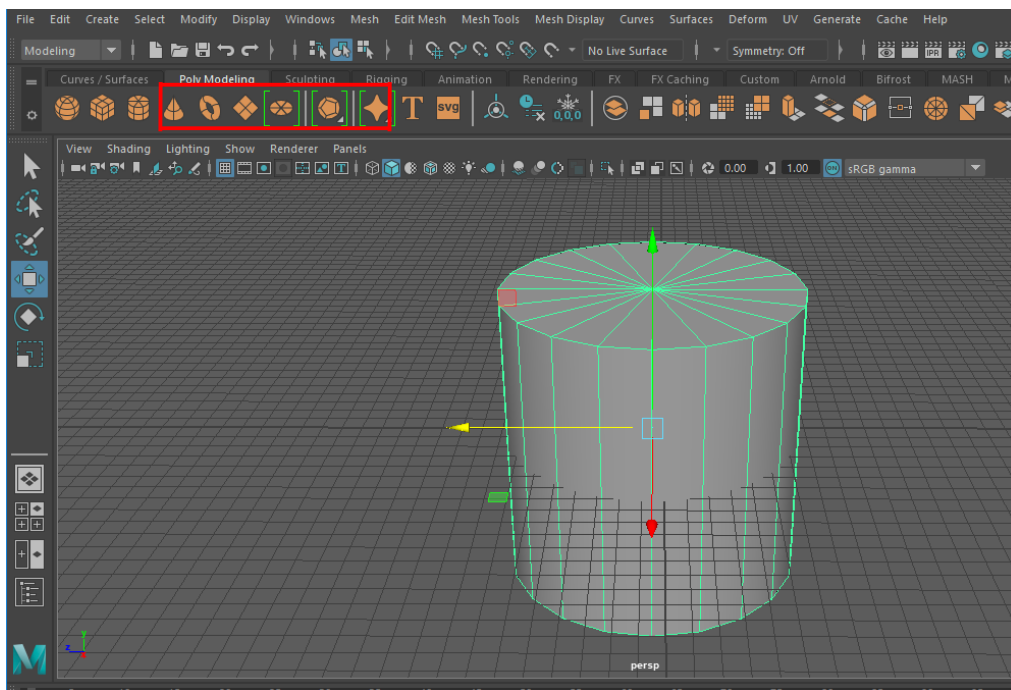 File Edit Create Select Modify Display Windows Mesh Edit Mesh Mesh Tools Mesh Display Curves Surfaces Deform UV Generate Cache Help
Modeling No Live Surface Symmetry: Off IPR
Curves / Surfaces Poly Modeling Sculpting Rigging Animation Rendering FX FX Caching Custom Arnold Bifrost MASH M
T SVG 0,0,0
View Shading Lighting Show Renderer Panels
0.00 1.00 sRGB gamma
y
z
persp